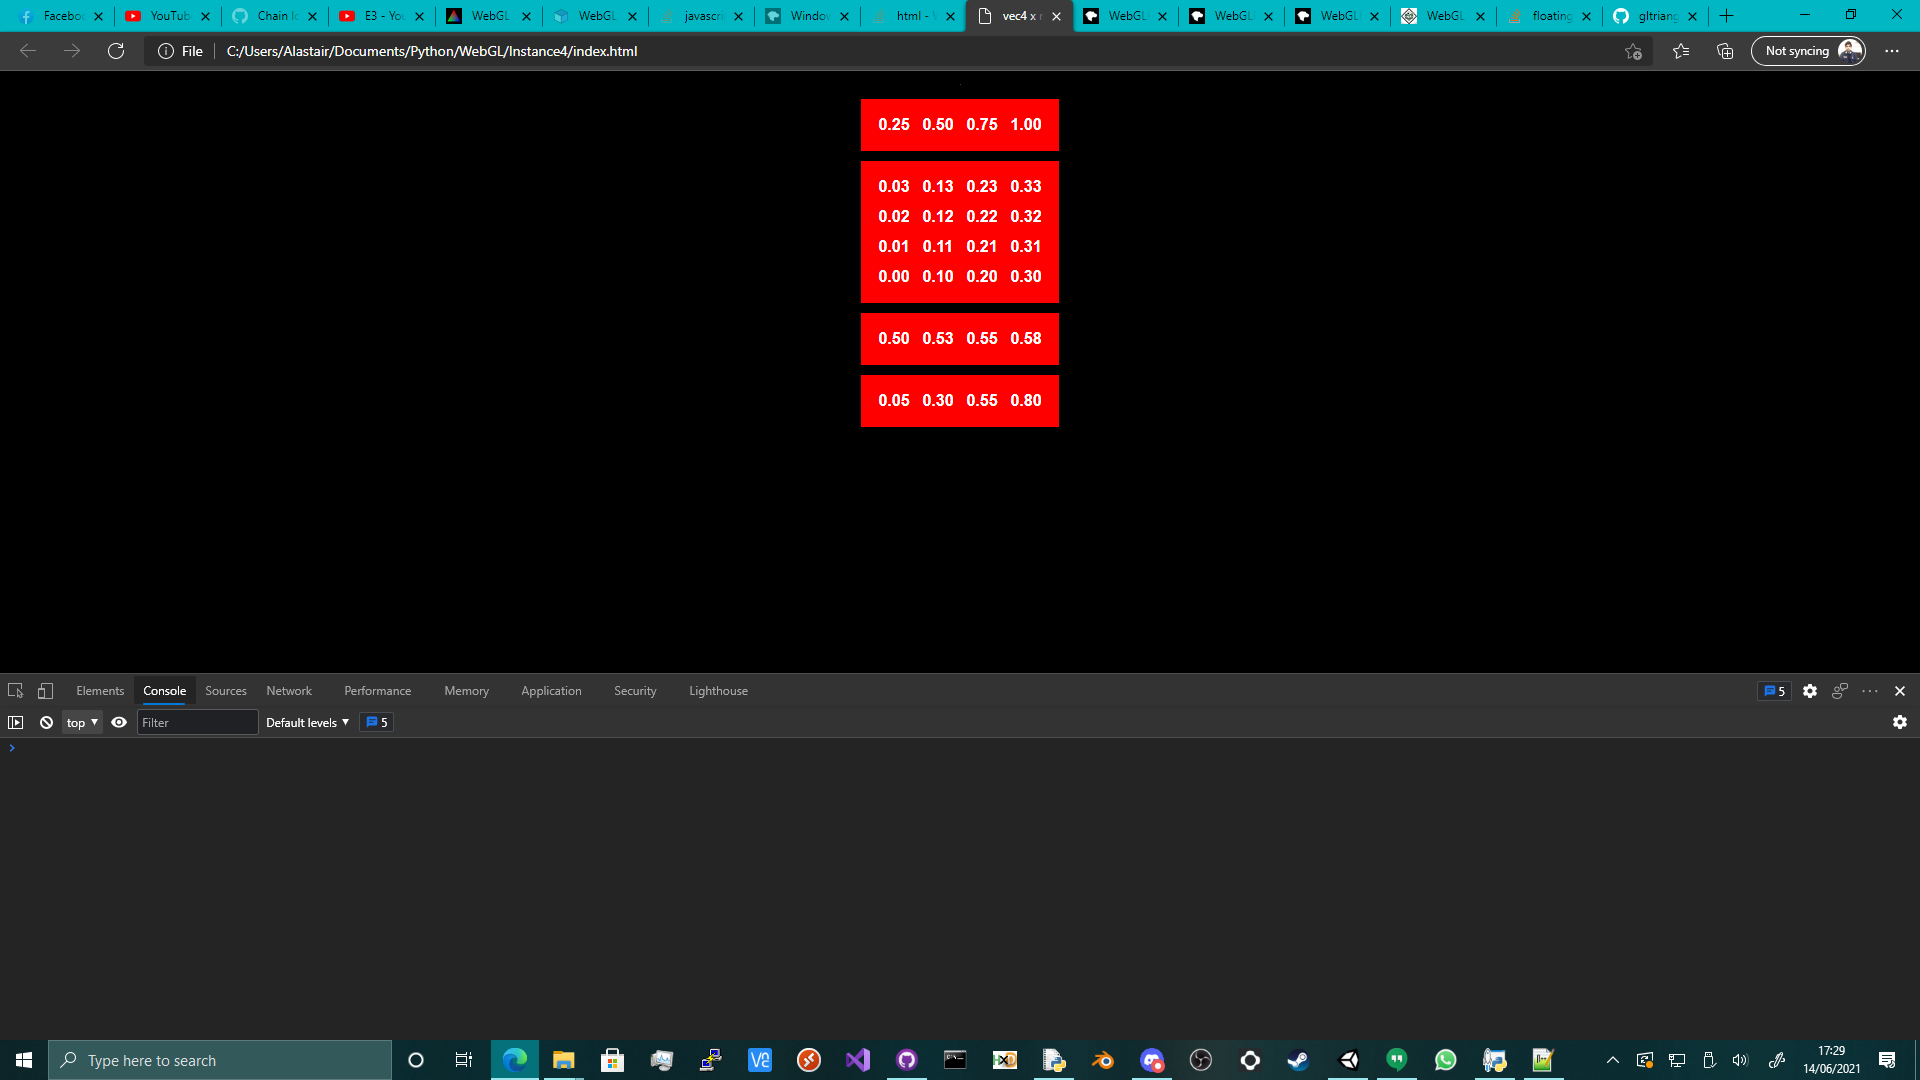 Faceboo YouTub Chain Ic E3 - You WebGL WebGL javascri Window html - W vec4 x r WebGL WebGL WebGL WebGL floating gltriang
File C:/Users/Alastair/Documents/Python/WebGL/Instance4/index.html Not syncing
0.25 0.50 0.75 1.00
0.03 0.13 0.23 0.33
0.02 0.12 0.22 0.32
0.01 0.11 0.21 0.31
0.00 0.10 0.20 0.30
0.50 0.53 0.55 0.58
0.05 0.30 0.55 0.80
Elements Console Sources Network Performance Memory Application Security Lighthouse 5
top Filter Default levels 5
Type here to search
17:29
14/06/2021